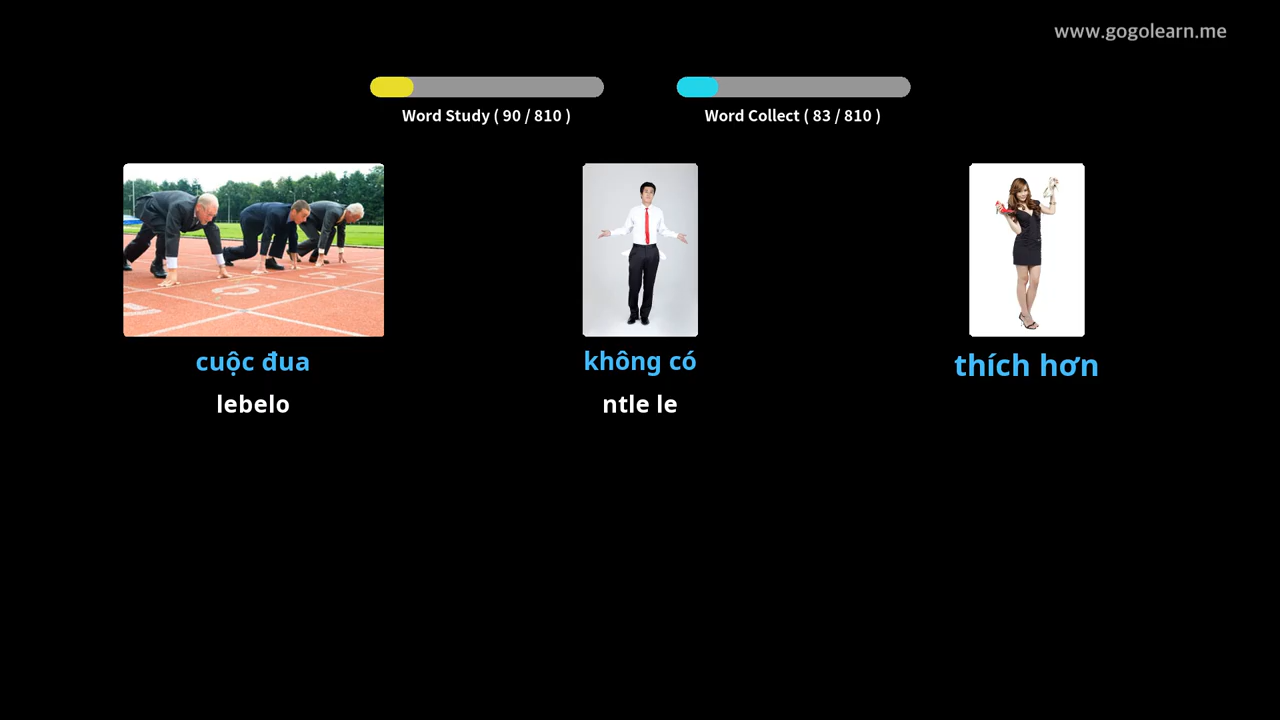 www.gogolearn.me
Word Study ( 90 / 810 )
Word Collect ( 83 / 810 )
cuộc đua
lebelo
không có
ntle le
thích hơn